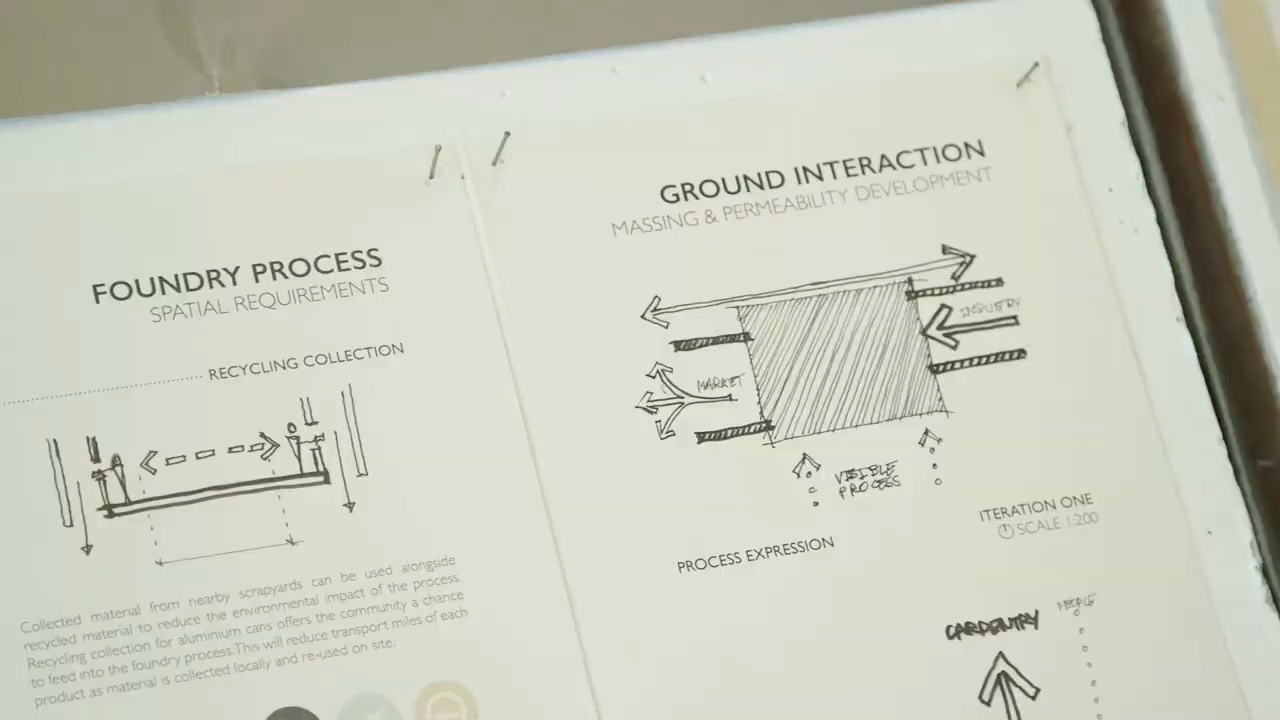 FOUNDRY PROCESS
SPATIAL REQUIREMENTS
RECYCLING COLLECTION
Collected material from nearby scrapyards can be used alongside
recycled material to reduce the environmental impact of the process.
Recycling collection for aluminium cans offers the community a chance
to feed into the foundry process. This will reduce transport miles of each
product as material is collected locally and re-used on site.
GROUND INTERACTION
MASSING & PERMEABILITY DEVELOPMENT
INDUSTRY
MARKET
VISIBLE
PROCESS
ITERATION ONE
SCALE 1:200
PROCESS EXPRESSION
PEOPLE
CARPENTRY